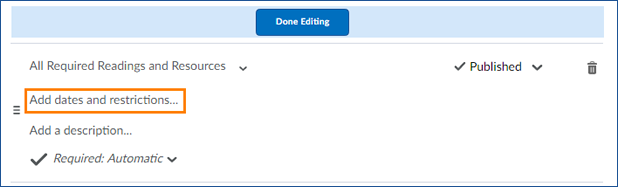 Done Editing
All Required Readings and Resources
Published
Add dates and restrictions...
Add a description...
Required: Automatic